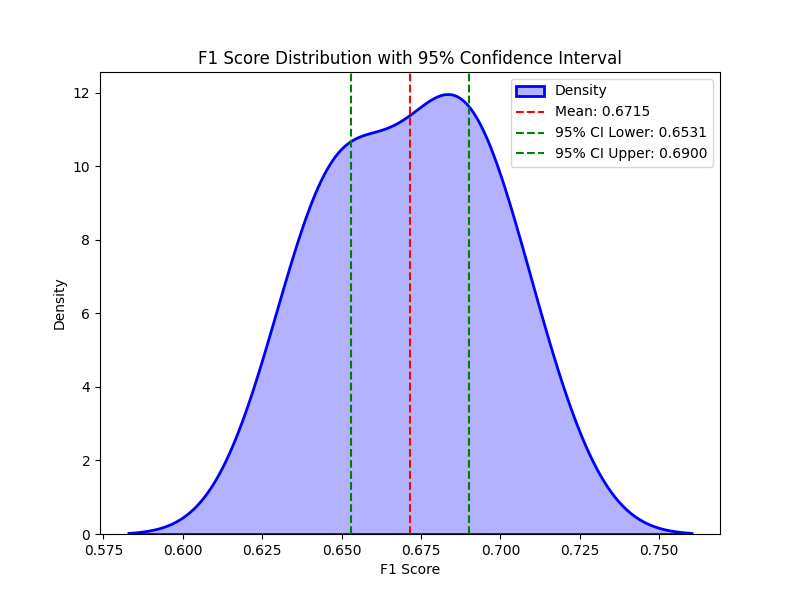 F1 Score Distribution with 95% Confidence Interval
Density
Mean: 0.6715
95% CI Lower: 0.6531
95% CI Upper: 0.6900
12
10
8
6
4
2
0
Density
0.575 0.600 0.625 0.650 0.675 0.700 0.725 0.750
F1 Score